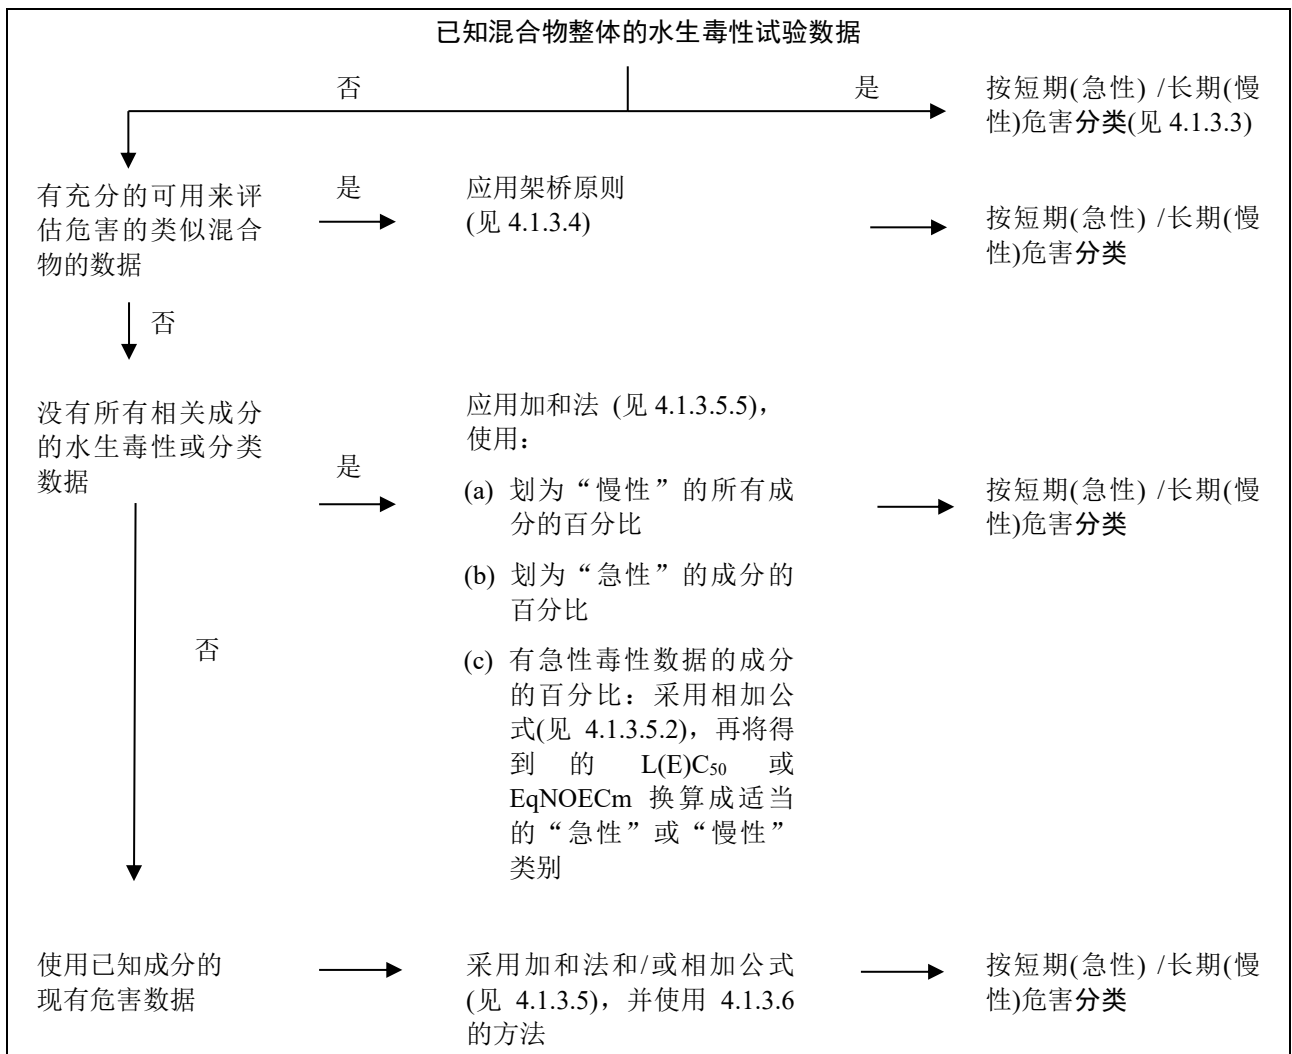 已知混合物整体的水生毒性试验数据
否
是
按短期(急性) /长期(慢
性)危害分类(见 4.1.3.3)
有充分的可用来评
估危害的类似混合
物的数据
是
应用架桥原则
(见 4.1.3.4)
按短期(急性) /长期(慢
性)危害分类
否
没有所有相关成分
的水生毒性或分类
数据
是
应用加和法 (见 4.1.3.5.5)，
使用：
(a) 划为“慢性”的所有成
分的百分比
(b) 划为“急性”的成分的
百分比
(c) 有急性毒性数据的成分
的百分比：采用相加公
式(见 4.1.3.5.2)，再将得
到的 L(E)C₅₀ 或
EqNOECm 换算成适当
的“急性”或“慢性”
类别
按短期(急性) /长期(慢
性)危害分类
否
使用已知成分的
现有危害数据
采用加和法和/或相加公式
(见 4.1.3.5)，并使用 4.1.3.6
的方法
按短期(急性) /长期(慢
性)危害分类